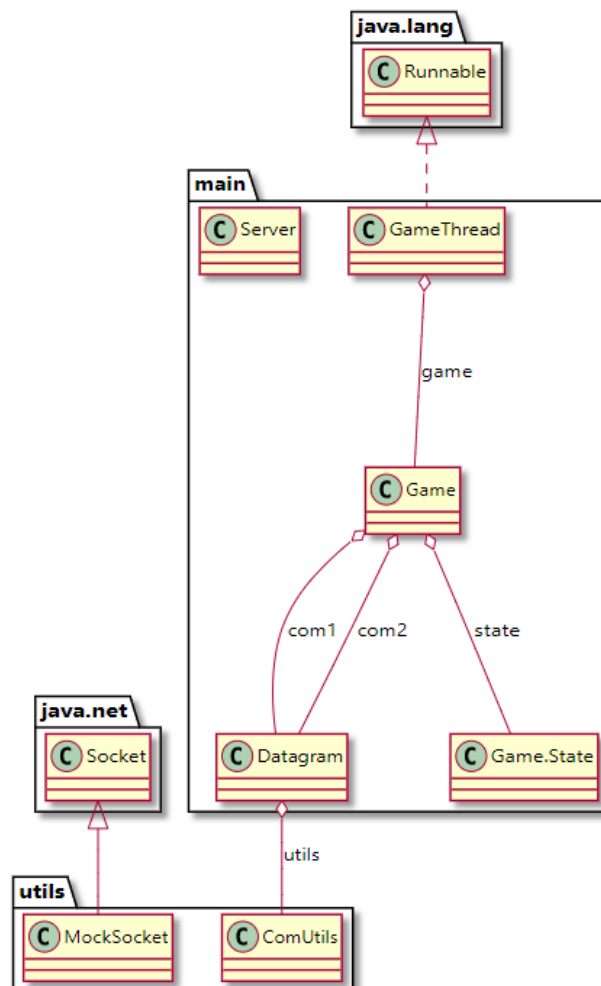 java.lang
C Runnable
main
C Server
C GameThread
game
C Game
com1
com2
state
java.net
C Socket
C Datagram
C Game.State
utils
utils
C MockSocket
C ComUtils